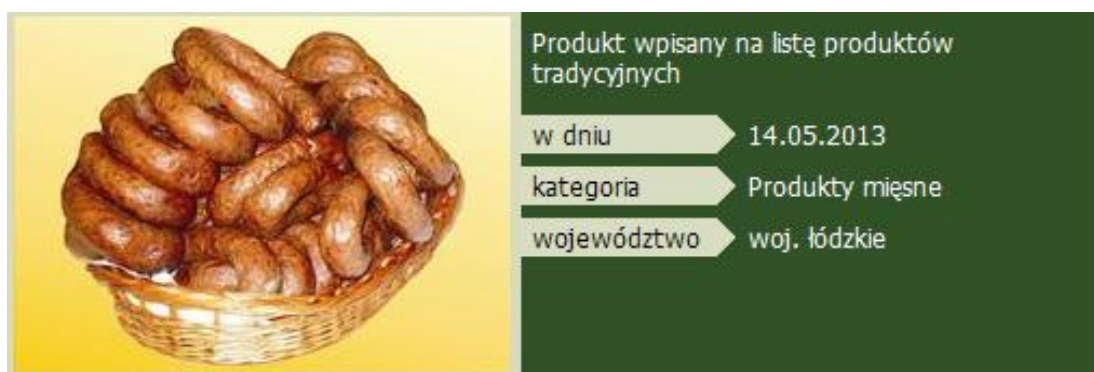 Produkt wpisany na listę produktów
tradycyjnych
w dniu 14.05.2013
kategoria Produkty mięsne
województwo woj. łódzkie